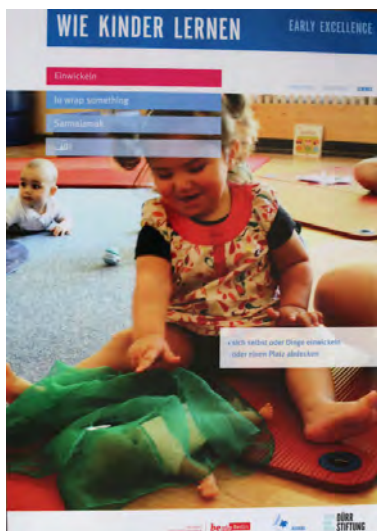 WIE KINDER LERNEN
EARLY EXCELLENCE
Einwickeln
to wrap something
Sarmalamak
• sich selbst oder Dinge einwickeln
oder einen Platz abdecken
DÜRR
STIFTUNG